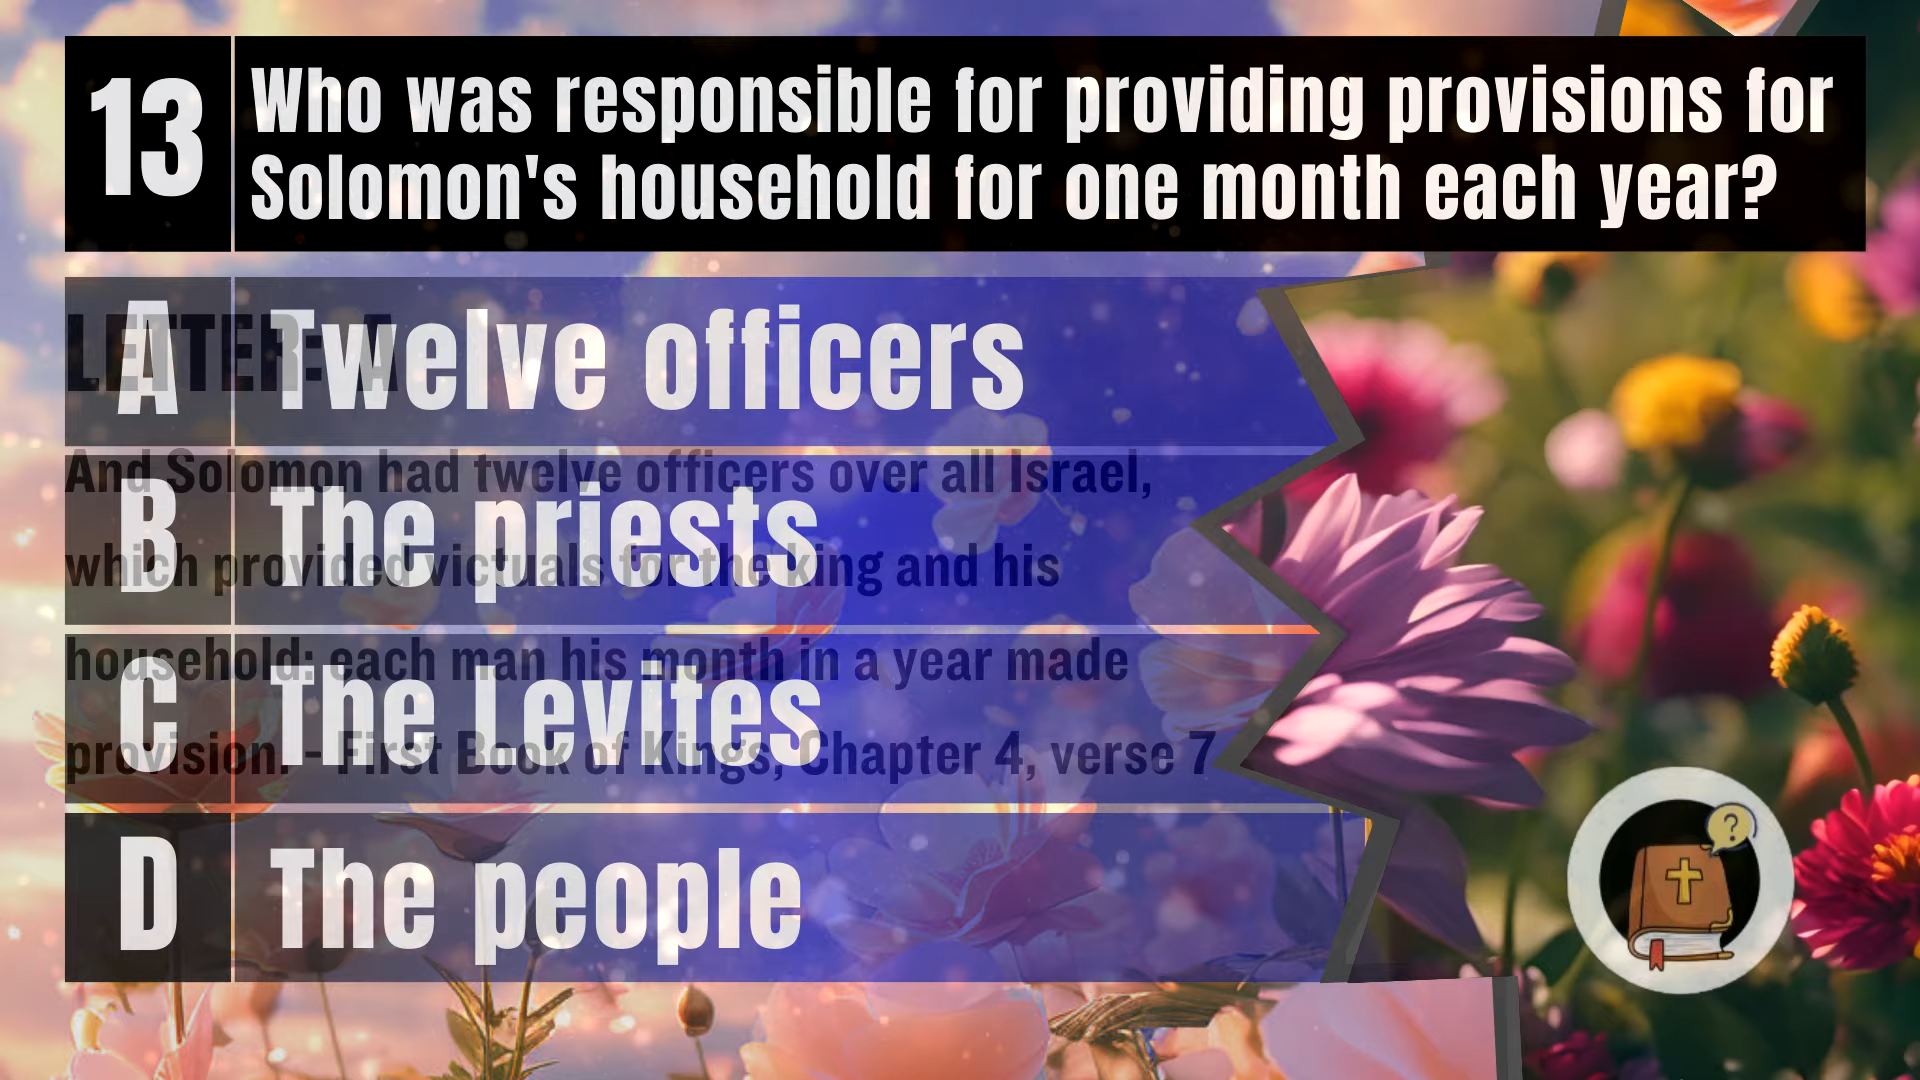 13
Who was responsible for providing provisions for
Solomon's household for one month each year?
LETTER: A
A Twelve officers
And Solomon had twelve officers over all Israel,
B The priests
which provided victuals for the king and his
household: each man his month in a year made
C The Levites
provision. - First Book of Kings, Chapter 4, verse 7
D The people
?